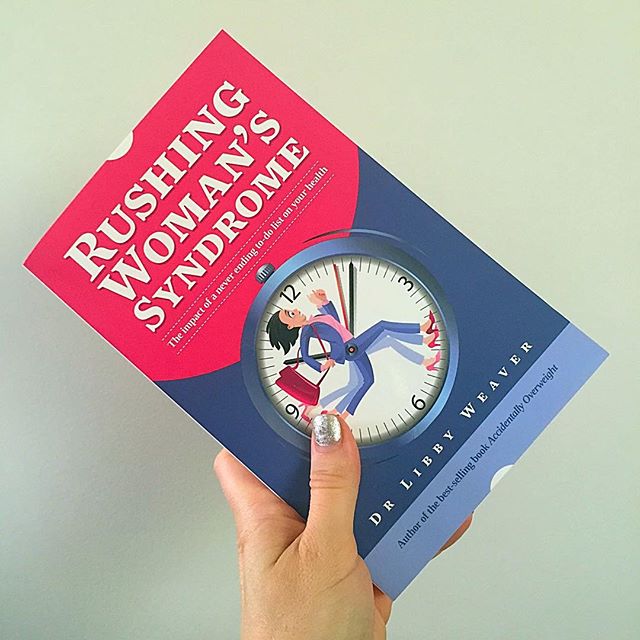 RUSHING
WOMAN'S
SYNDROME
The impact of a never ending to-do list on your health
12
9
6
DR LIBBY WEAVER
Author of the best-selling book Accidentally Overweight